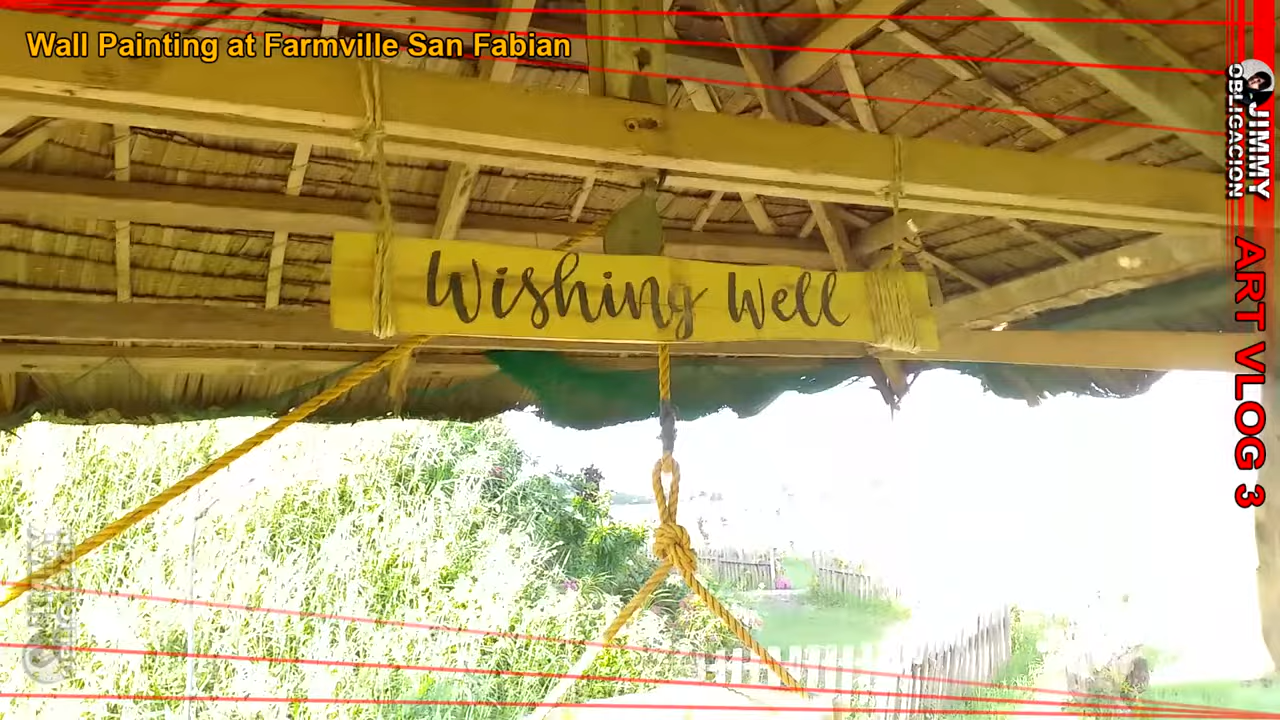 Wall Painting at Farmville San Fabian
Wishing Well
JIMMY
OBLIGACION
ART VLOG 3